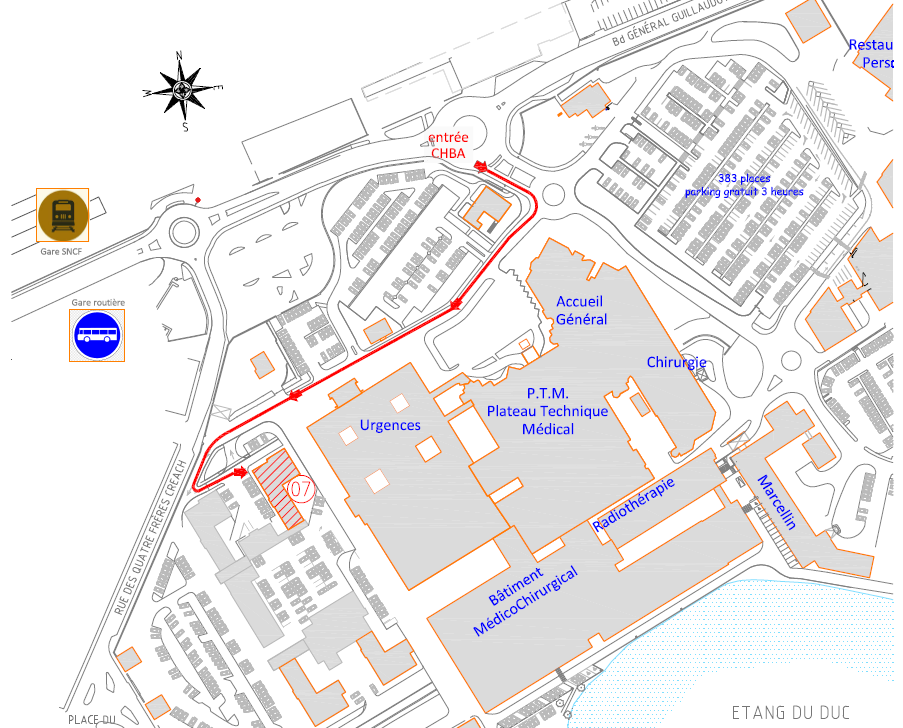 Bd GÉNÉRAL GUILLAUDOT
Restau
Pers
N
E
S
entrée
CHBA
383 places
parking gratuit 3 heures
Gare SNCF
Gare routière
Accueil
Général
Chirurgie
P.T.M.
Plateau Technique
Médical
Urgences
07
Radiothérapie
Marcellin
RUE DES QUATRE FRÈRES CREACH
Bâtiment
MédicoChirurgical
ETANG DU DUC
PLACE DU